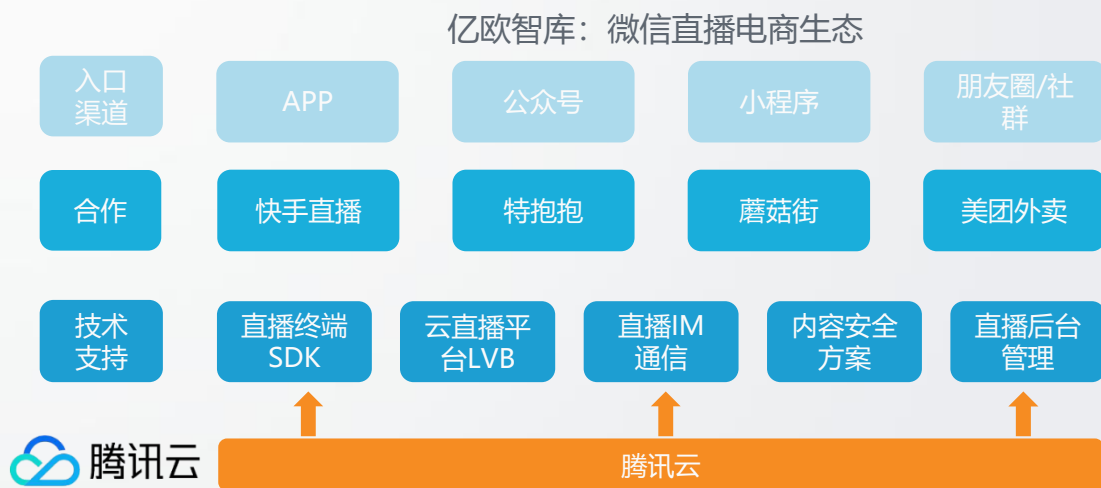 亿欧智库：微信直播电商生态
入口
渠道
APP
公众号
小程序
朋友圈/社
群
合作
快手直播
特抱抱
蘑菇街
美团外卖
技术
支持
直播终端
SDK
云直播平
台LVB
直播IM
通信
内容安全
方案
直播后台
管理
腾讯云
腾讯云